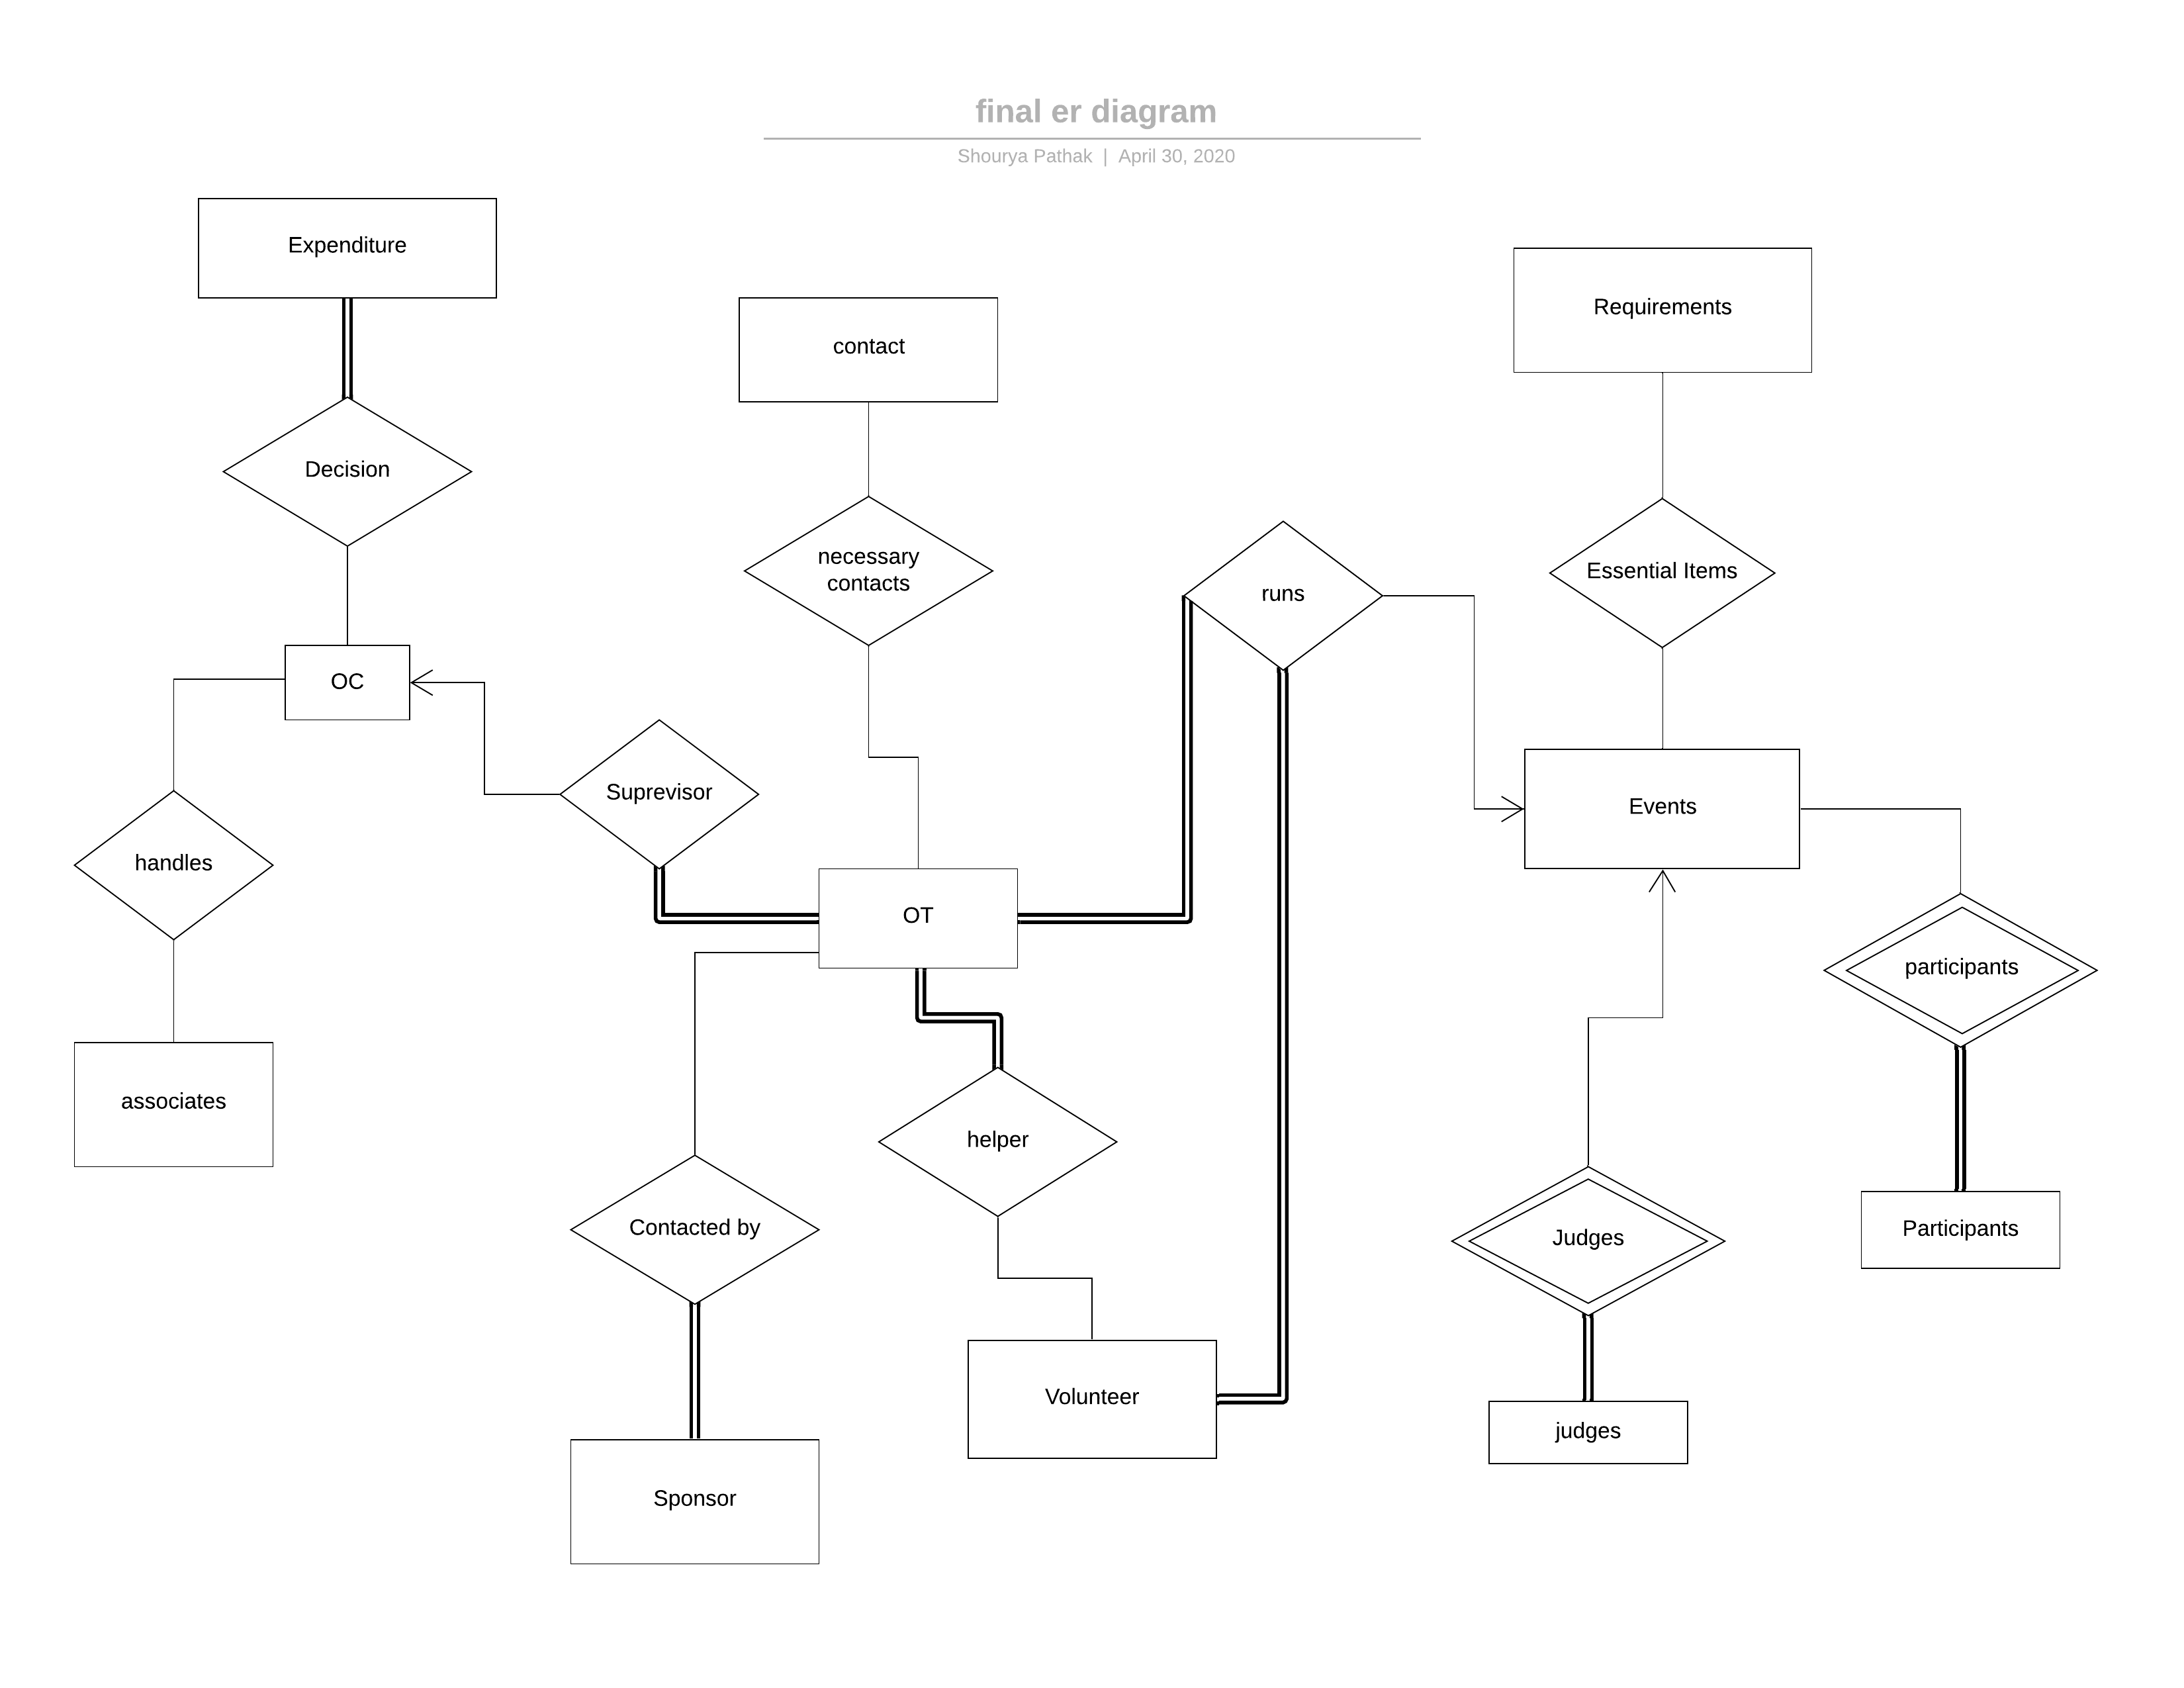 final er diagram
Shourya Pathak | April 30, 2020
Expenditure
Requirements
contact
Decision
necessary
contacts
Essential Items
runs
OC
Suprevisor
Events
handles
OT
participants
associates
helper
Contacted by
Participants
Judges
Volunteer
judges
Sponsor